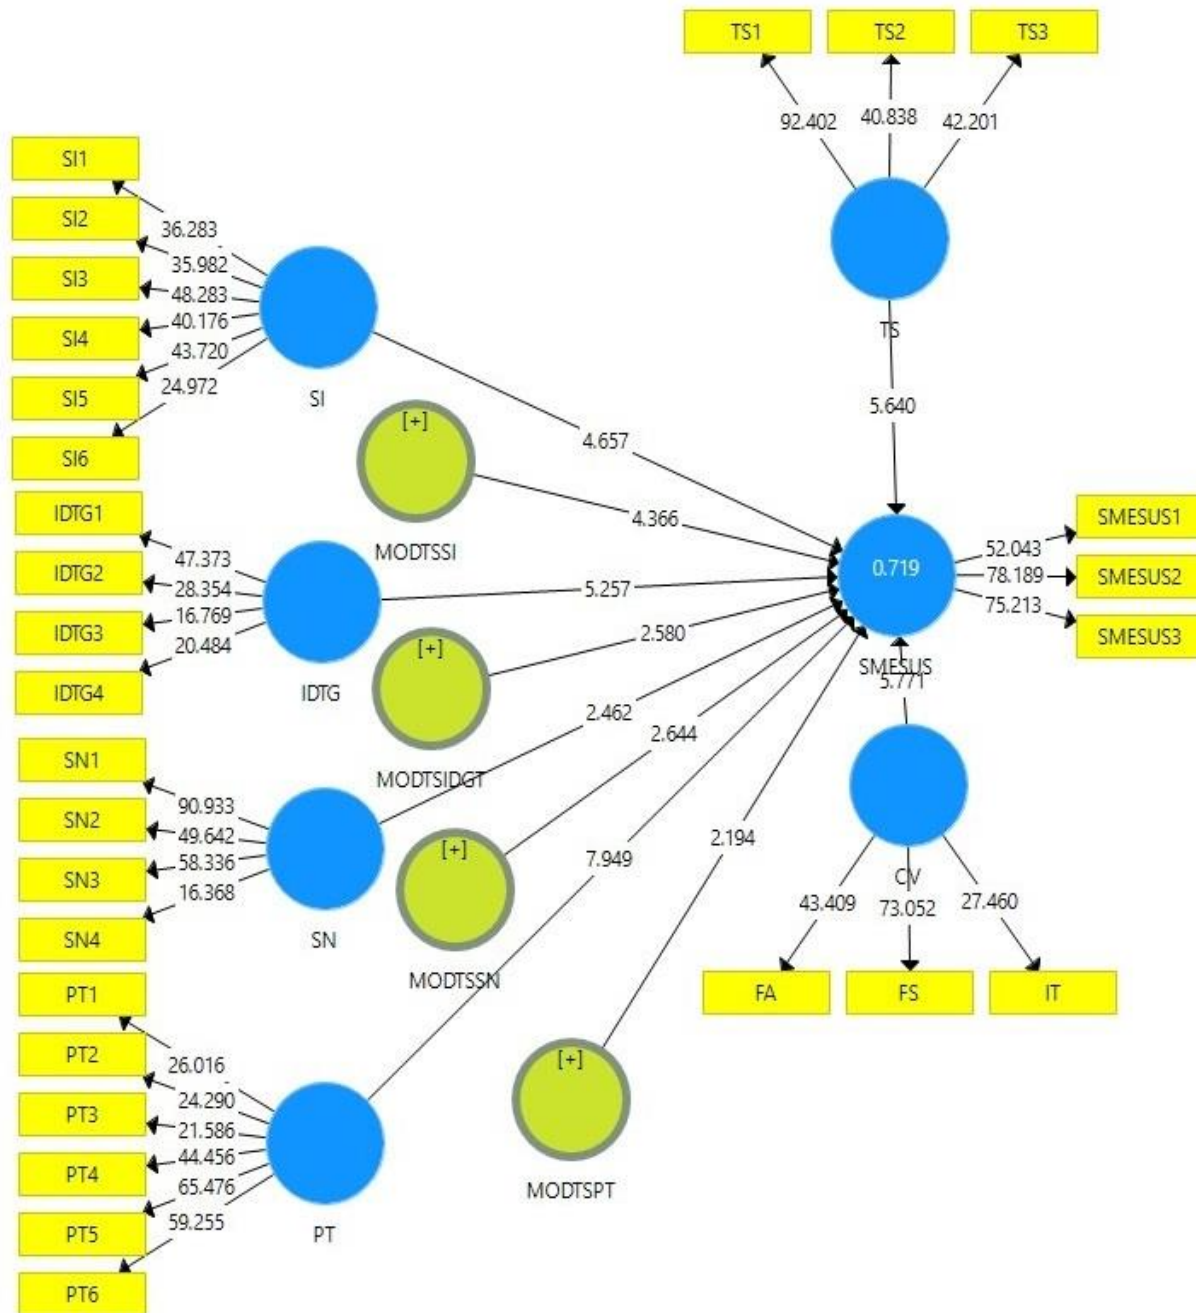 TS1
TS2
TS3
92.402
40.838
42.201
TS
5.640
SI1
SI2
SI3
SI4
SI5
SI6
36.283
35.982
48.283
40.176
43.720
24.972
SI
4.657
[+]
MODTSSI
4.366
IDTG1
IDTG2
IDTG3
IDTG4
47.373
28.354
16.769
20.484
IDTG
5.257
[+]
MODTSIDGT
2.580
0.719
SMESUS
52.043
78.189
75.213
SMESUS1
SMESUS2
SMESUS3
5.771
SN1
SN2
SN3
SN4
90.933
49.642
58.336
16.368
SN
2.462
[+]
MODTSSN
2.644
CV
43.409
73.052
27.460
FA
FS
IT
PT1
PT2
PT3
PT4
PT5
PT6
26.016
24.290
21.586
44.456
65.476
59.255
PT
7.949
[+]
MODTSPT
2.194